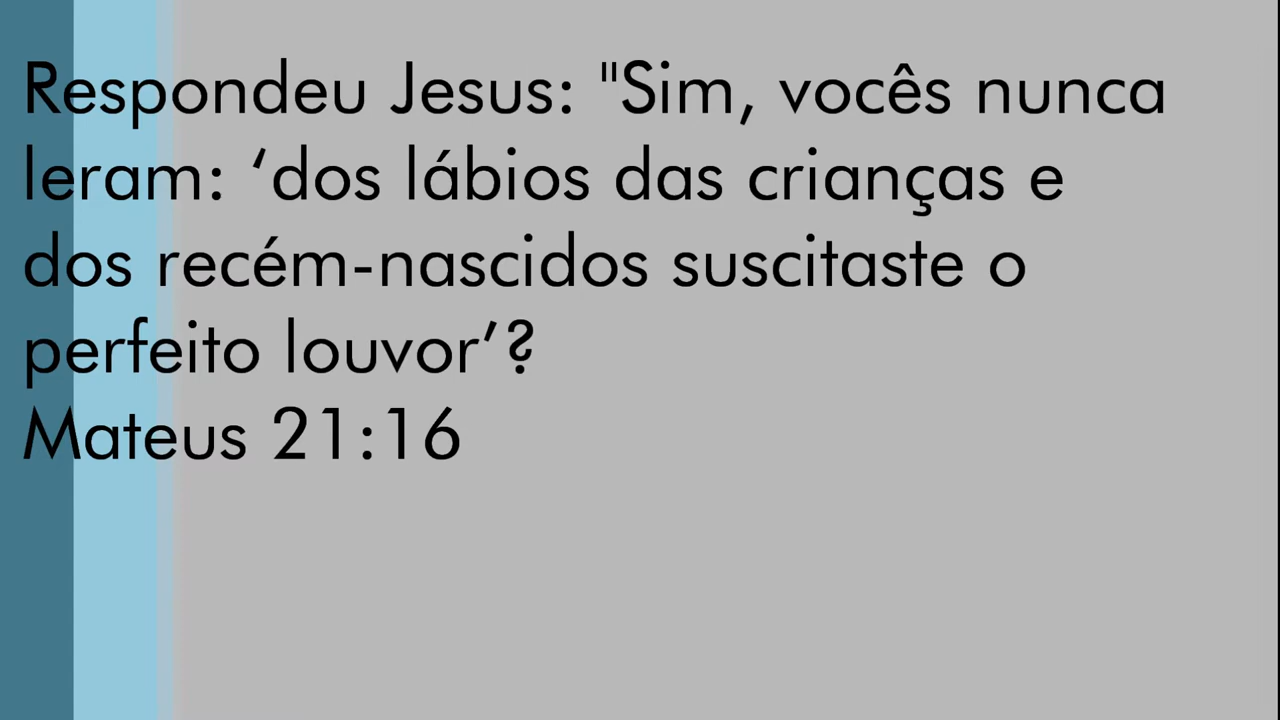 Respondeu Jesus: "Sim, vocês nunca
leram: ‘dos lábios das crianças e
dos recém-nascidos suscitaste o
perfeito louvor’?
Mateus 21:16